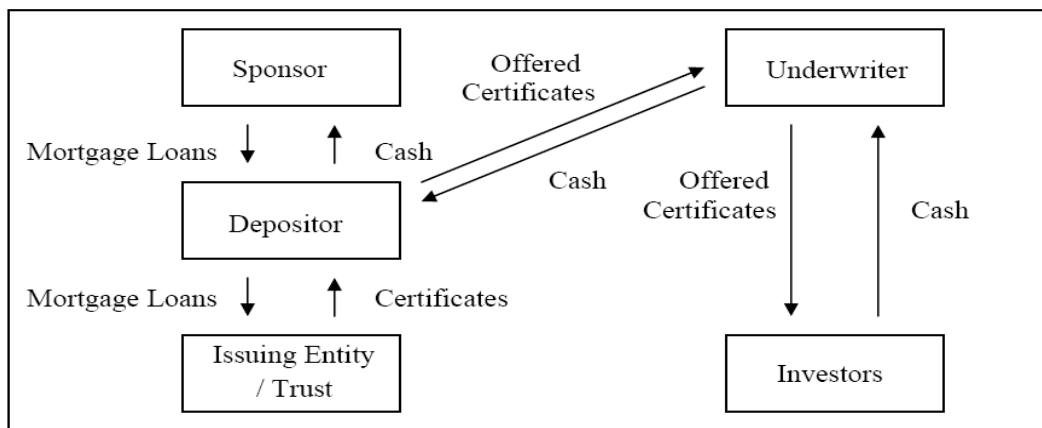 Sponsor
Offered
Certificates
Underwriter
Mortgage Loans
Cash
Cash
Offered
Certificates
Cash
Depositor
Mortgage Loans
Certificates
Issuing Entity
/ Trust
Investors